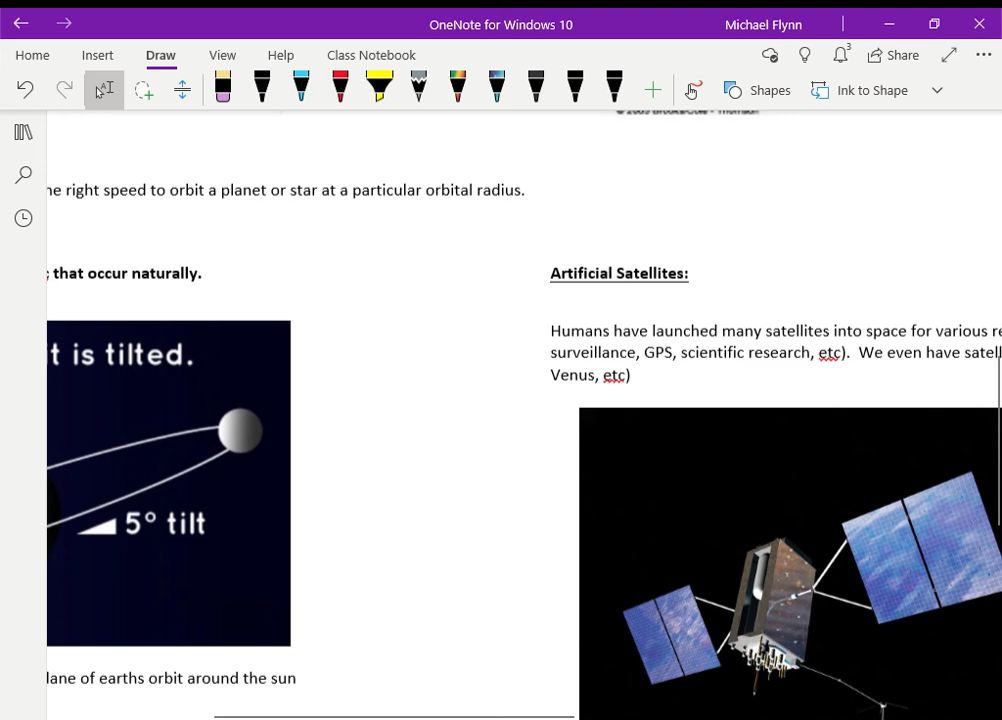 OneNote for Windows 10
Michael Flynn
Home Insert Draw View Help Class Notebook
3
Share
Shapes
Ink to Shape
he right speed to orbit a planet or star at a particular orbital radius.
; that occur naturally.
Artificial Satellites:
t is tilted.
5° tilt
Humans have launched many satellites into space for various re
surveillance, GPS, scientific research, etc). We even have satell
Venus, etc)
lane of earths orbit around the sun